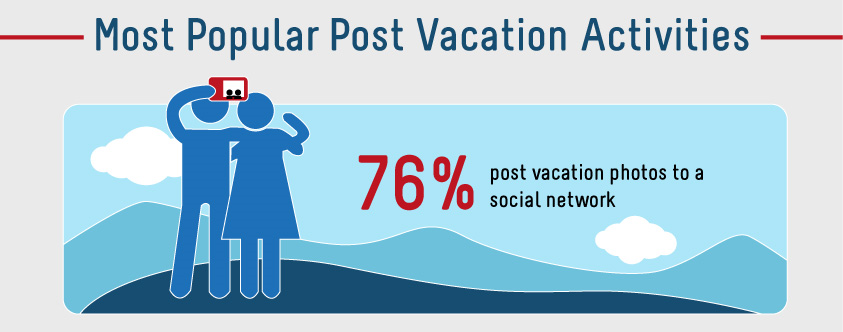 Most Popular Post Vacation Activities
76%
post vacation photos to a
social network